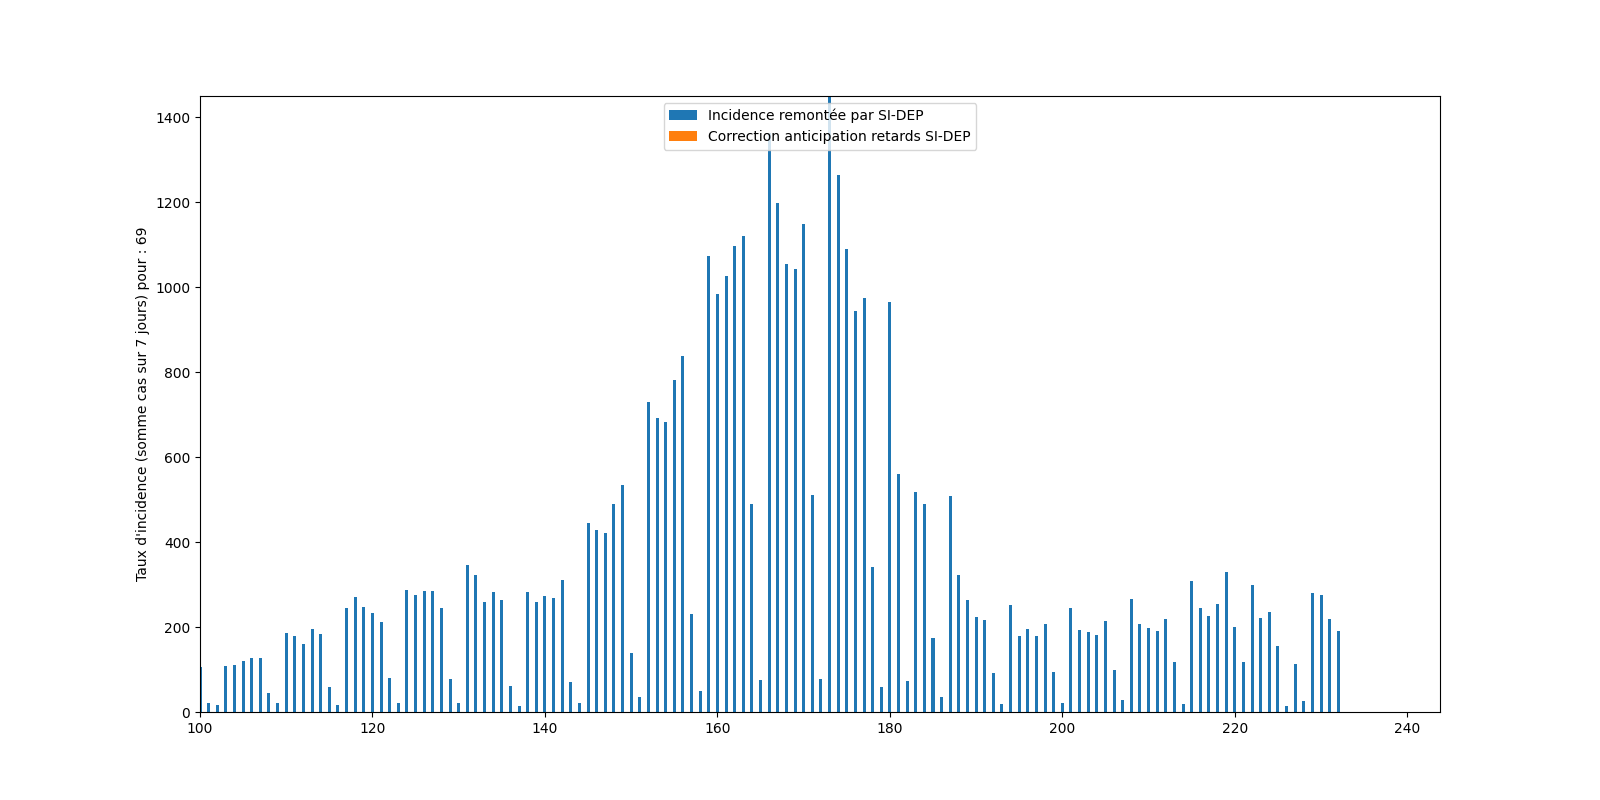 Incidence remontée par SI-DEP
Correction anticipation retards SI-DEP
Taux d'incidence (somme cas sur 7 jours) pour : 69
1400
1200
1000
800
600
400
200
0
100 120 140 160 180 200 220 240